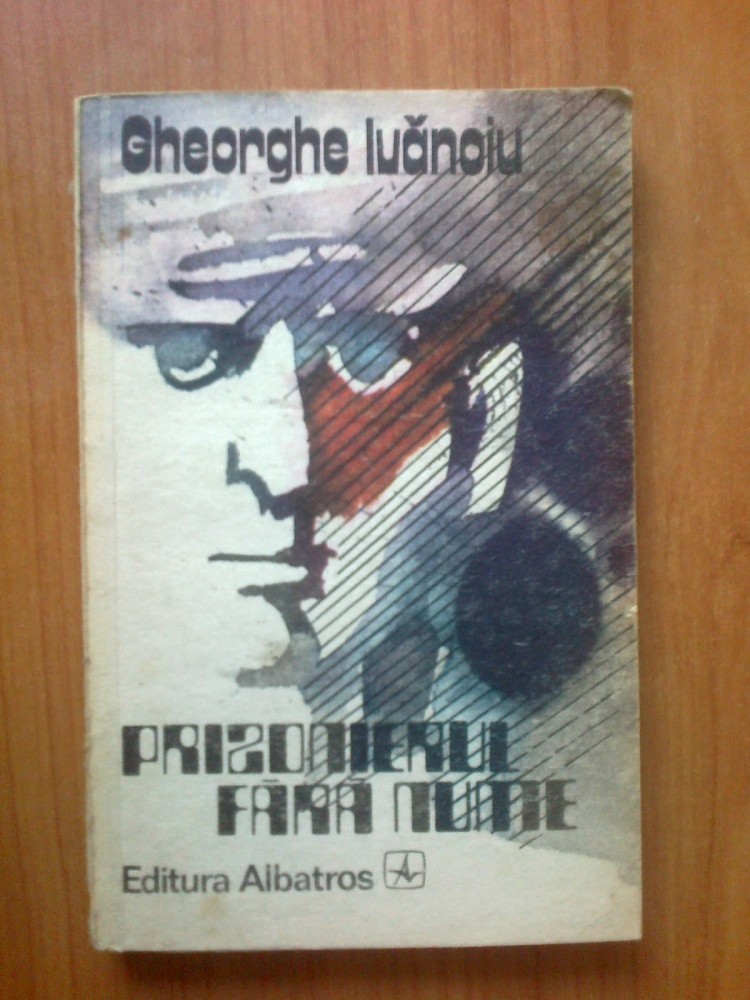 Gheorghe Ivănoiu
PRIZONIERUL
FĂRĂ NUME
Editura Albatros